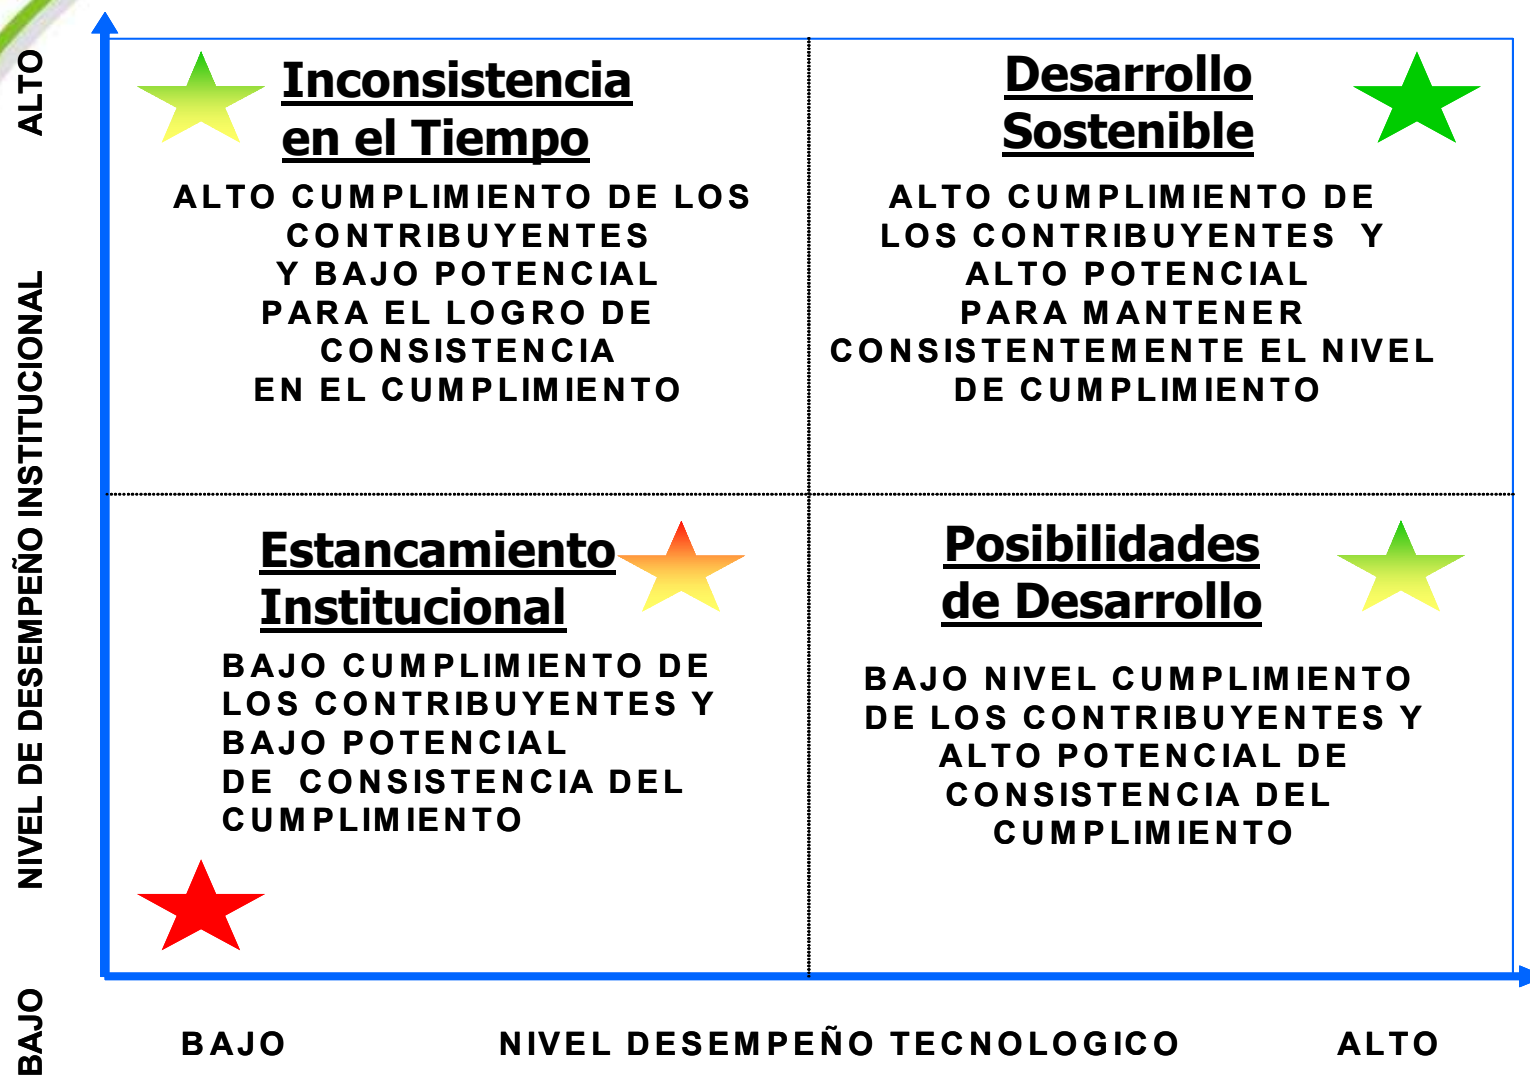 ALTO
NIVEL DE DESEMPEÑO INSTITUCIONAL
BAJO
Inconsistencia
en el Tiempo
ALTO CUMPLIMIENTO DE LOS
CONTRIBUYENTES
Y BAJO POTENCIAL
PARA EL LOGRO DE
CONSISTENCIA
EN EL CUMPLIMIENTO
Desarrollo
Sostenible
ALTO CUMPLIMIENTO DE
LOS CONTRIBUYENTES Y
ALTO POTENCIAL
PARA MANTENER
CONSISTENTEMENTE EL NIVEL
DE CUMPLIMIENTO
Estancamiento
Institucional
BAJO CUMPLIMIENTO DE
LOS CONTRIBUYENTES Y
BAJO POTENCIAL
DE CONSISTENCIA DEL
CUMPLIMIENTO
Posibilidades
de Desarrollo
BAJO NIVEL CUMPLIMIENTO
DE LOS CONTRIBUYENTES Y
ALTO POTENCIAL DE
CONSISTENCIA DEL
CUMPLIMIENTO
BAJO NIVEL DESEMPEÑO TECNOLOGICO ALTO